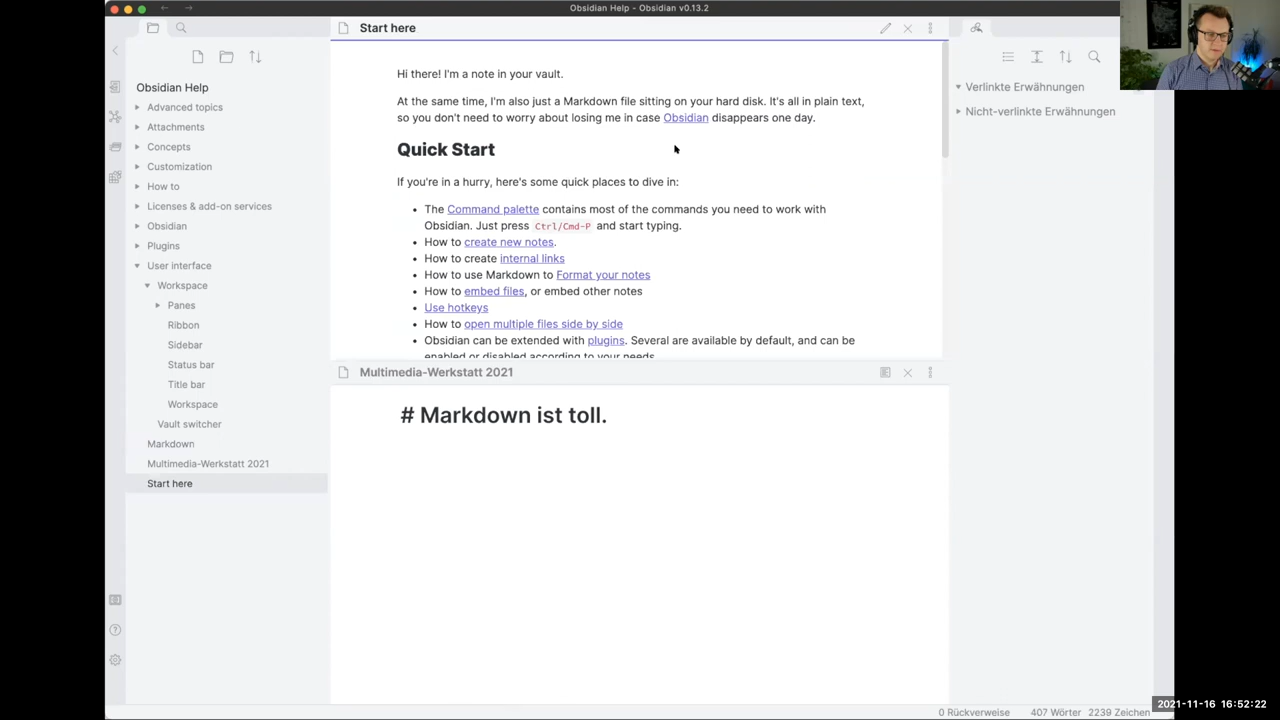 Obsidian Help - Obsidian v0.13.2
Start here
Hi there! I'm a note in your vault.
At the same time, I'm also just a Markdown file sitting on your hard disk. It's all in plain text,
so you don't need to worry about losing me in case Obsidian disappears one day.
Quick Start
If you're in a hurry, here's some quick places to dive in:
• The Command palette contains most of the commands you need to work with
Obsidian. Just press Ctrl/Cmd-P and start typing.
• How to create new notes.
• How to create internal links
• How to use Markdown to Format your notes
• How to embed files, or embed other notes
• Use hotkeys
• How to open multiple files side by side
• Obsidian can be extended with plugins. Several are available by default, and can be
enabled or disabled according to your needs.
Multimedia-Werkstatt 2021
# Markdown ist toll.
Obsidian Help
Advanced topics
Attachments
Concepts
Customization
How to
Licenses & add-on services
Obsidian
Plugins
User interface
Workspace
Panes
Ribbon
Sidebar
Status bar
Title bar
Workspace
Vault switcher
Markdown
Multimedia-Werkstatt 2021
Start here
Verlinkte Erwähnungen
Nicht-verlinkte Erwähnungen
0 Rückverweise 407 Wörter 2239 Zeichen
2021-11-16 16:52:22